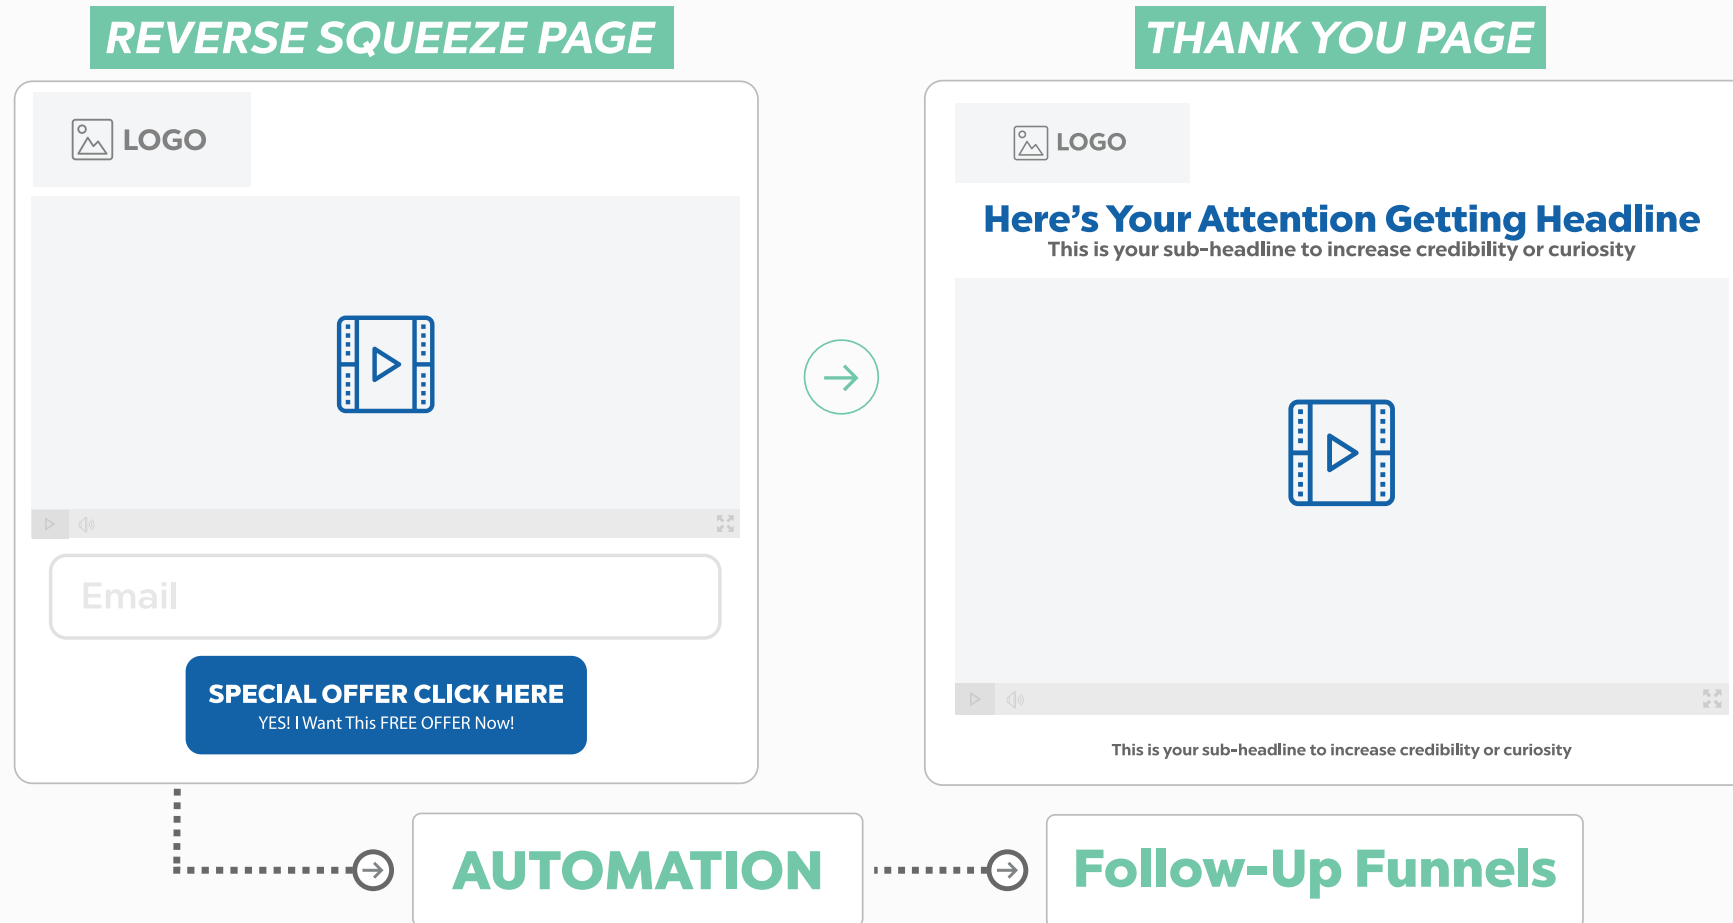 REVERSE SQUEEZE PAGE
LOGO
Email
SPECIAL OFFER CLICK HERE
YES! I Want This FREE OFFER Now!
THANK YOU PAGE
LOGO
Here's Your Attention Getting Headline
This is your sub-headline to increase credibility or curiosity
This is your sub-headline to increase credibility or curiosity
AUTOMATION
Follow-Up Funnels